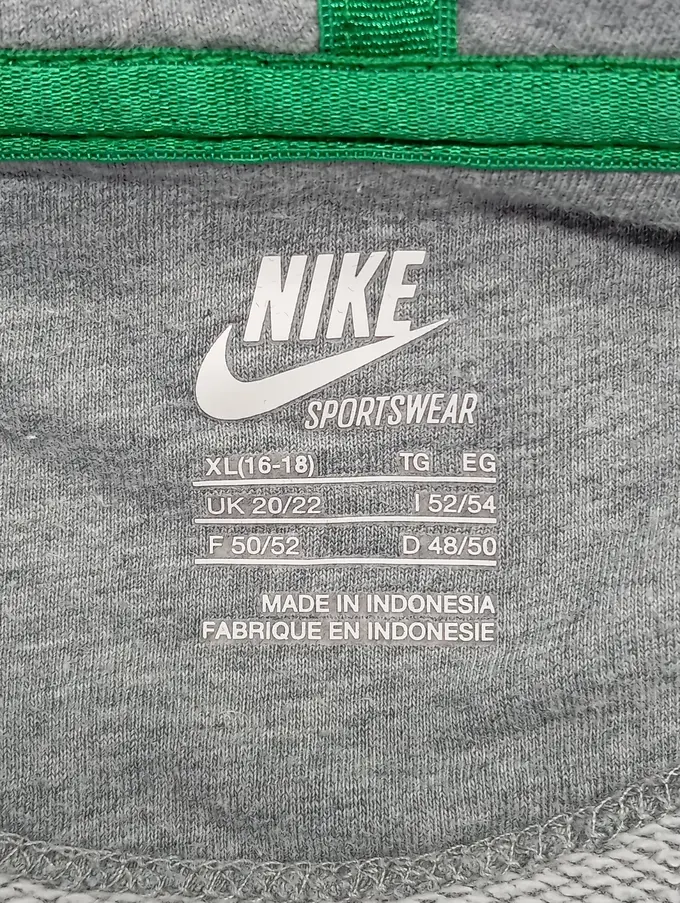 NIKE
SPORTSWEAR
XL(16-18) TG EG
UK 20/22 I 52/54
F 50/52 D 48/50
MADE IN INDONESIA
FABRIQUE EN INDONESIE